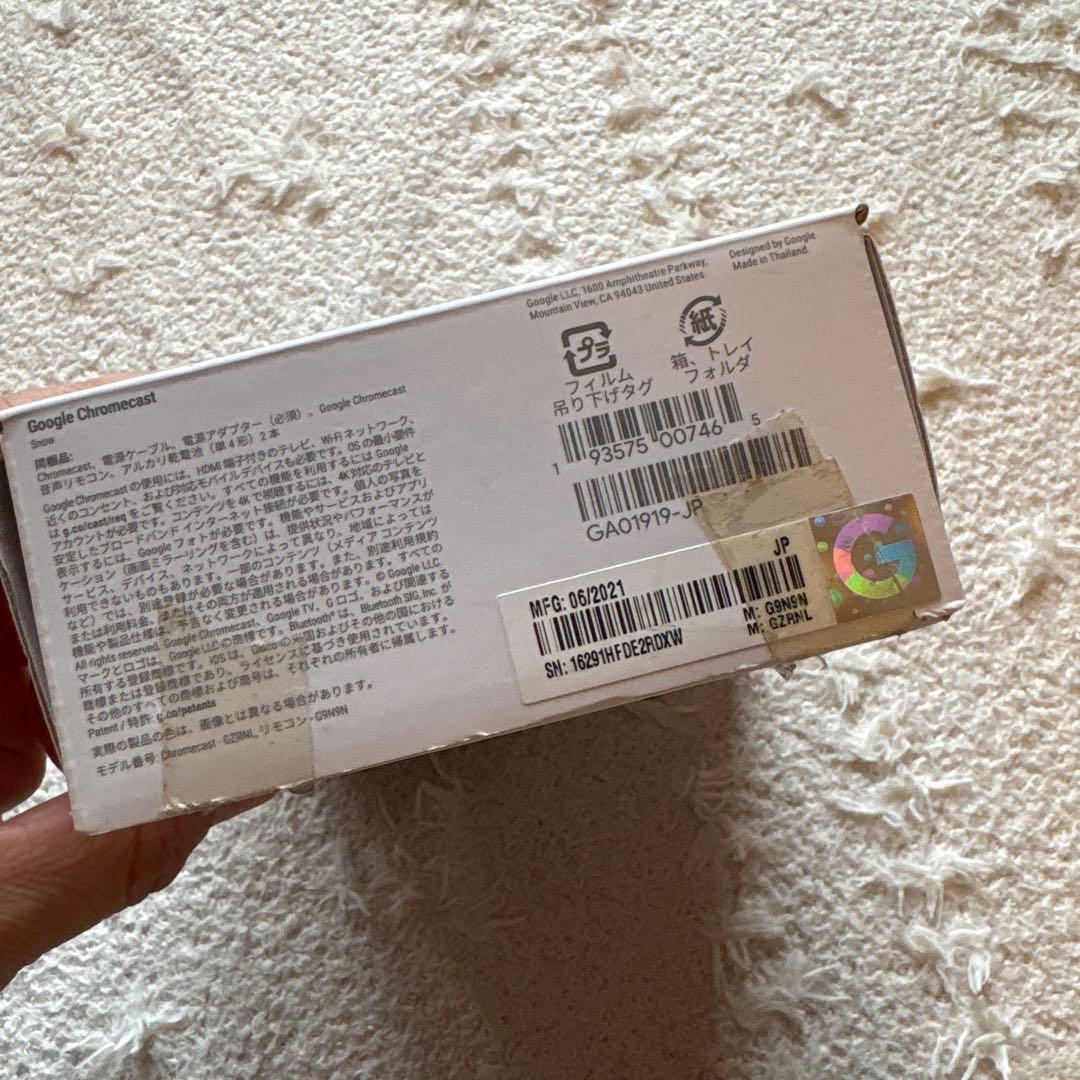 Google Chromecast
Snow
同梱品:
Chromecast、電源ケーブル、電源アダプター（必須）、Google Chromecast
音声リモコン、アルカリ乾電池（単4形）2本
Google Chromecast の使用には、HDMI 端子付きのテレビ、Wi-Fi ネットワーク、
近くのコンセント、および対応モバイルデバイスも必要です。OS の最小要件
は g.co/cast/req をご覧ください。すべての機能を利用するには Google
アカウントが必要です。コンテンツを4Kで視聴するには、4K対応のテレビと
安定したブロードバンド インターネット接続が必要です。個人の写真を
表示するには、Google フォトが必要です。機能やサービスおよびアプリ
ケーション（画面ミラーリングを含む）は、提供状況やパフォーマンスが
サービス、デバイス、ネットワークによって異なり、地域によっては
利用できないものもあります。一部のコンテンツ（メディア コンテンツ
など）では、別途登録が必要な場合があります。また、別途利用規約
または利用料金、またはその両方が適用される場合があります。すべての
機能や製品仕様は、予告なく変更される場合があります。© Google LLC
All rights reserved. Google Chromecast、Google TV、G ロゴ、および関連する
マークとロゴは、Google LLC の商標です。Bluetooth® は、Bluetooth SIG, Inc. が
所有する登録商標です。iOS は、Cisco の米国およびその他の国における
商標または登録商標であり、ライセンスに基づき使用されています。
その他のすべての商標および商号は、それぞれの所有者に帰属します。
Patent / 特許: g.co/patents
実際の製品の色は、画像とは異なる場合があります。
モデル番号: Chromecast - GZRNL, リモコン - G9N9N
Google LLC, 1600 Amphitheatre Parkway,
Mountain View, CA 94043 United States
Designed by Google
Made in Thailand
プラ
フィルム
吊り下げタグ
紙
箱、トレイ
フォルダ
1 93575 00746 5
GA01919-JP
JP
MFG: 06/2021
M: G9N9N
M: GZRNL
SN: 16291HFDE2RDXW
G